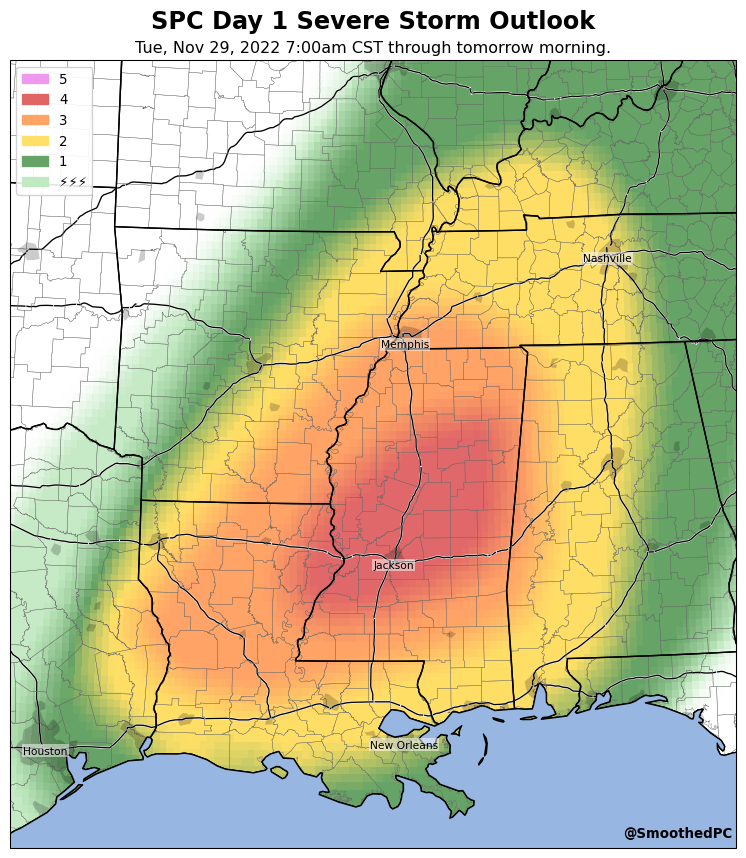 SPC Day 1 Severe Storm Outlook
Tue, Nov 29, 2022 7:00am CST through tomorrow morning.
5
4
3
2
1
⚡⚡⚡
Nashville
Memphis
Jackson
New Orleans
Houston
@SmoothedPC